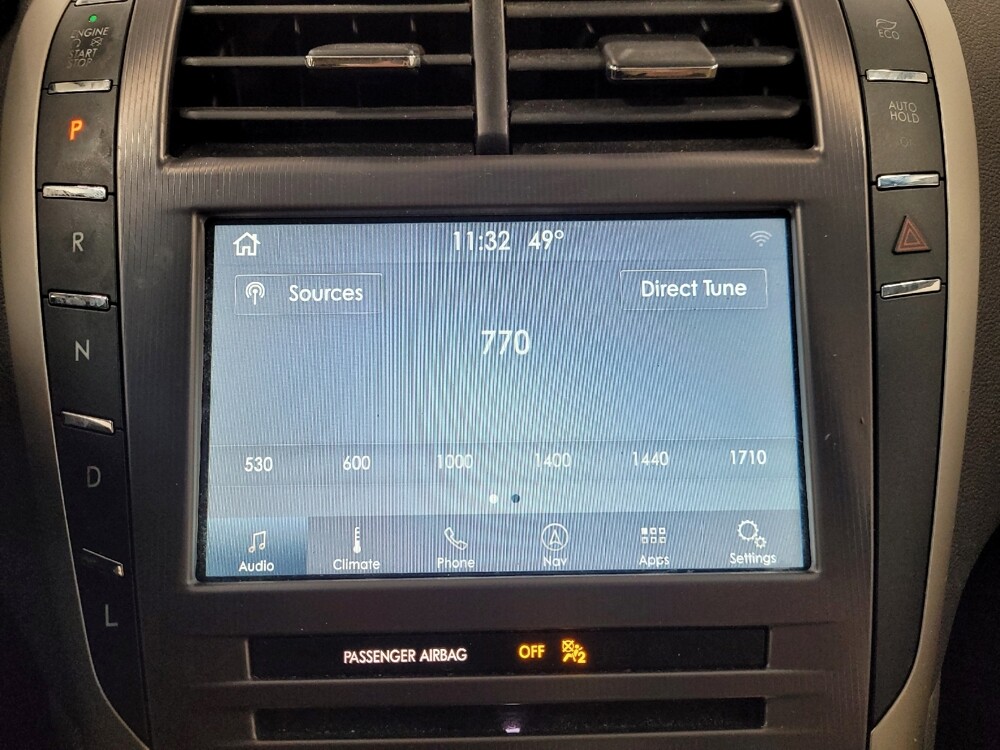 ENGINE
START
STOP
P
R
N
D
L
ECO
AUTO
HOLD
11:32 49°
Sources
Direct Tune
770
530 600 1000 1400 1440 1710
Audio Climate Phone Nav Apps Settings
PASSENGER AIRBAG OFF 2